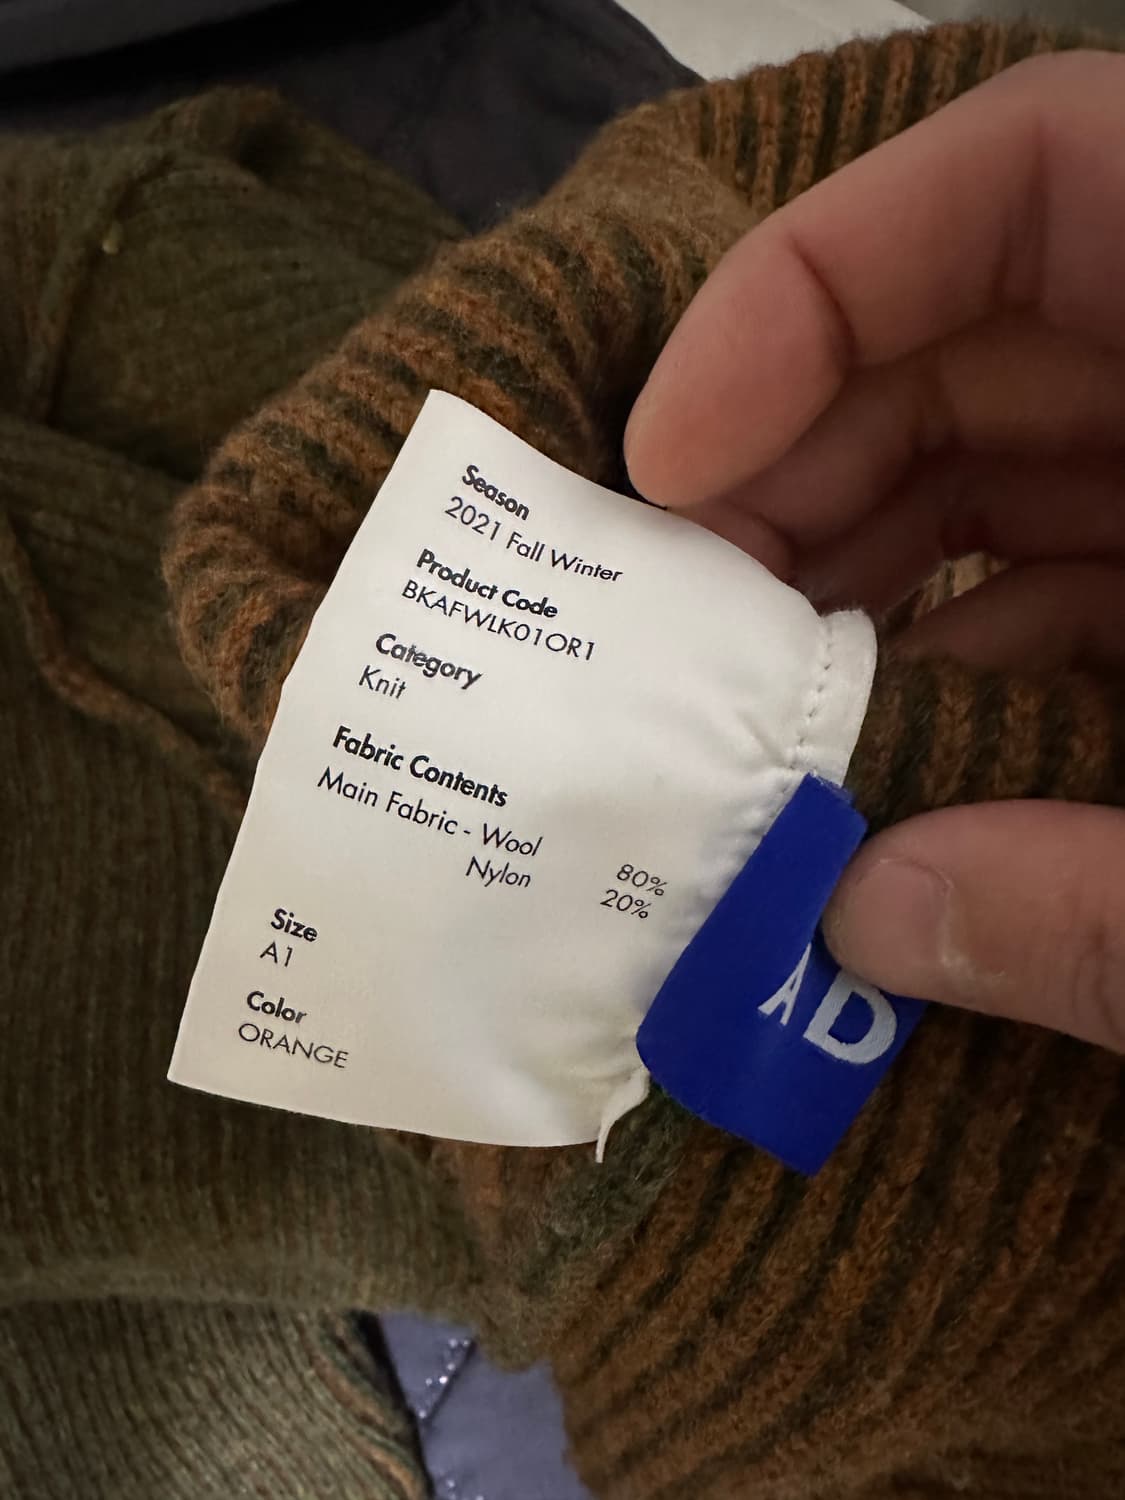 Season
2021 Fall Winter
Product Code
BKAFWLK01OR1
Category
Knit
Fabric Contents
Main Fabric - Wool 80%
Nylon 20%
Size
A1
Color
ORANGE